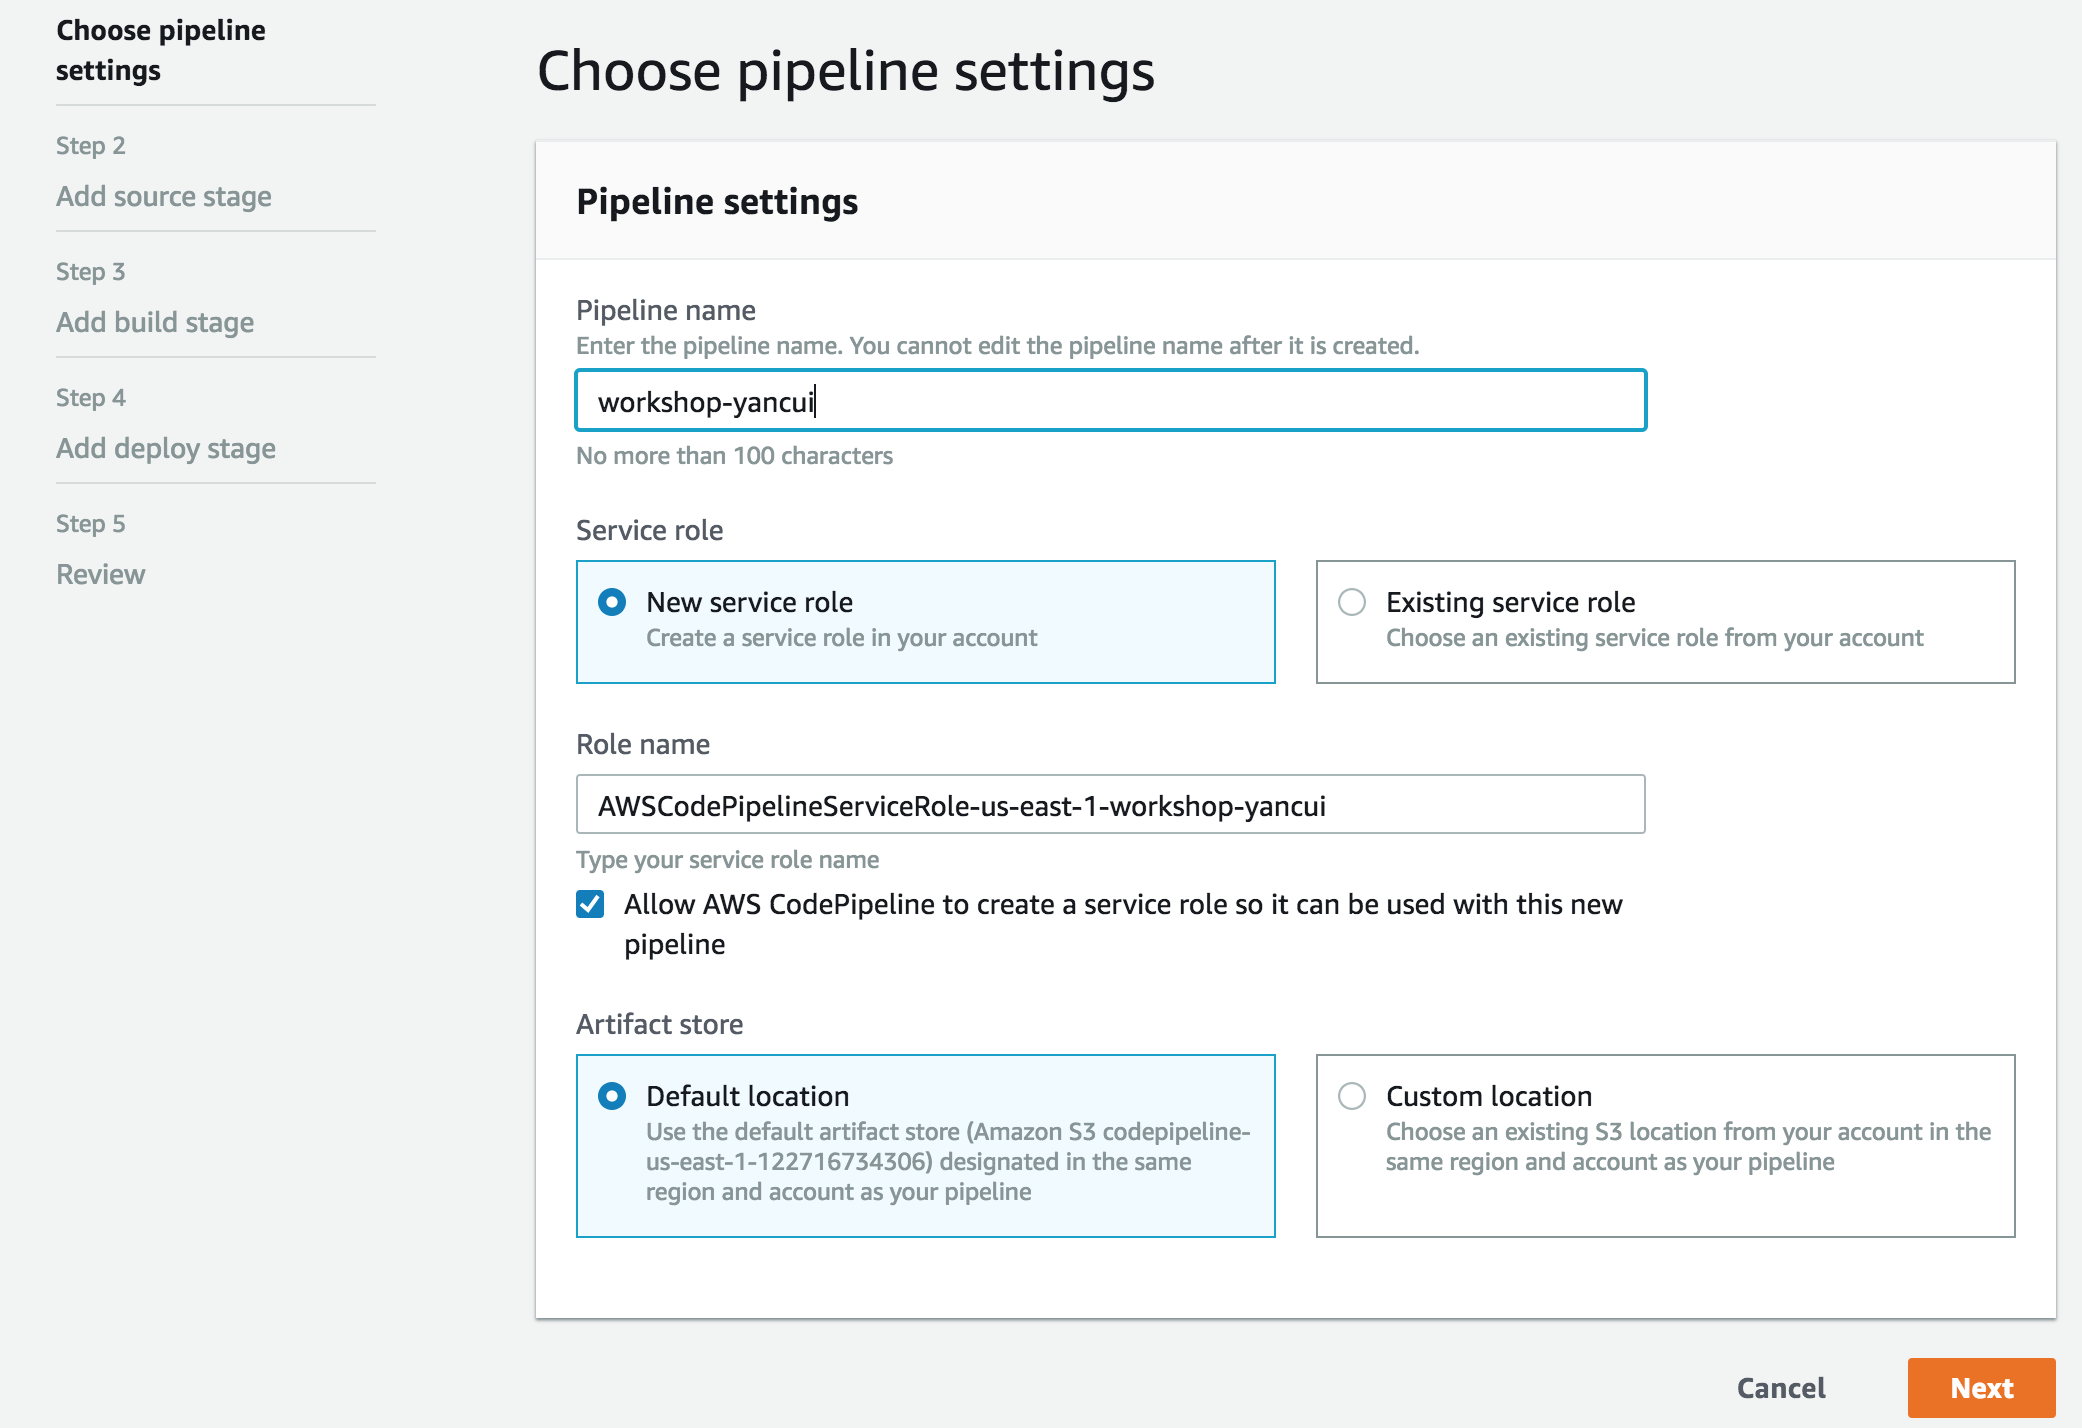 Choose pipeline
settings
Step 2
Add source stage
Step 3
Add build stage
Step 4
Add deploy stage
Step 5
Review
Choose pipeline settings
Pipeline settings
Pipeline name
Enter the pipeline name. You cannot edit the pipeline name after it is created.
workshop-yancui
No more than 100 characters
Service role
New service role
Create a service role in your account
Existing service role
Choose an existing service role from your account
Role name
AWSCodePipelineServiceRole-us-east-1-workshop-yancui
Type your service role name
Allow AWS CodePipeline to create a service role so it can be used with this new
pipeline
Artifact store
Default location
Use the default artifact store (Amazon S3 codepipeline-
us-east-1-122716734306) designated in the same
region and account as your pipeline
Custom location
Choose an existing S3 location from your account in the
same region and account as your pipeline
Cancel
Next